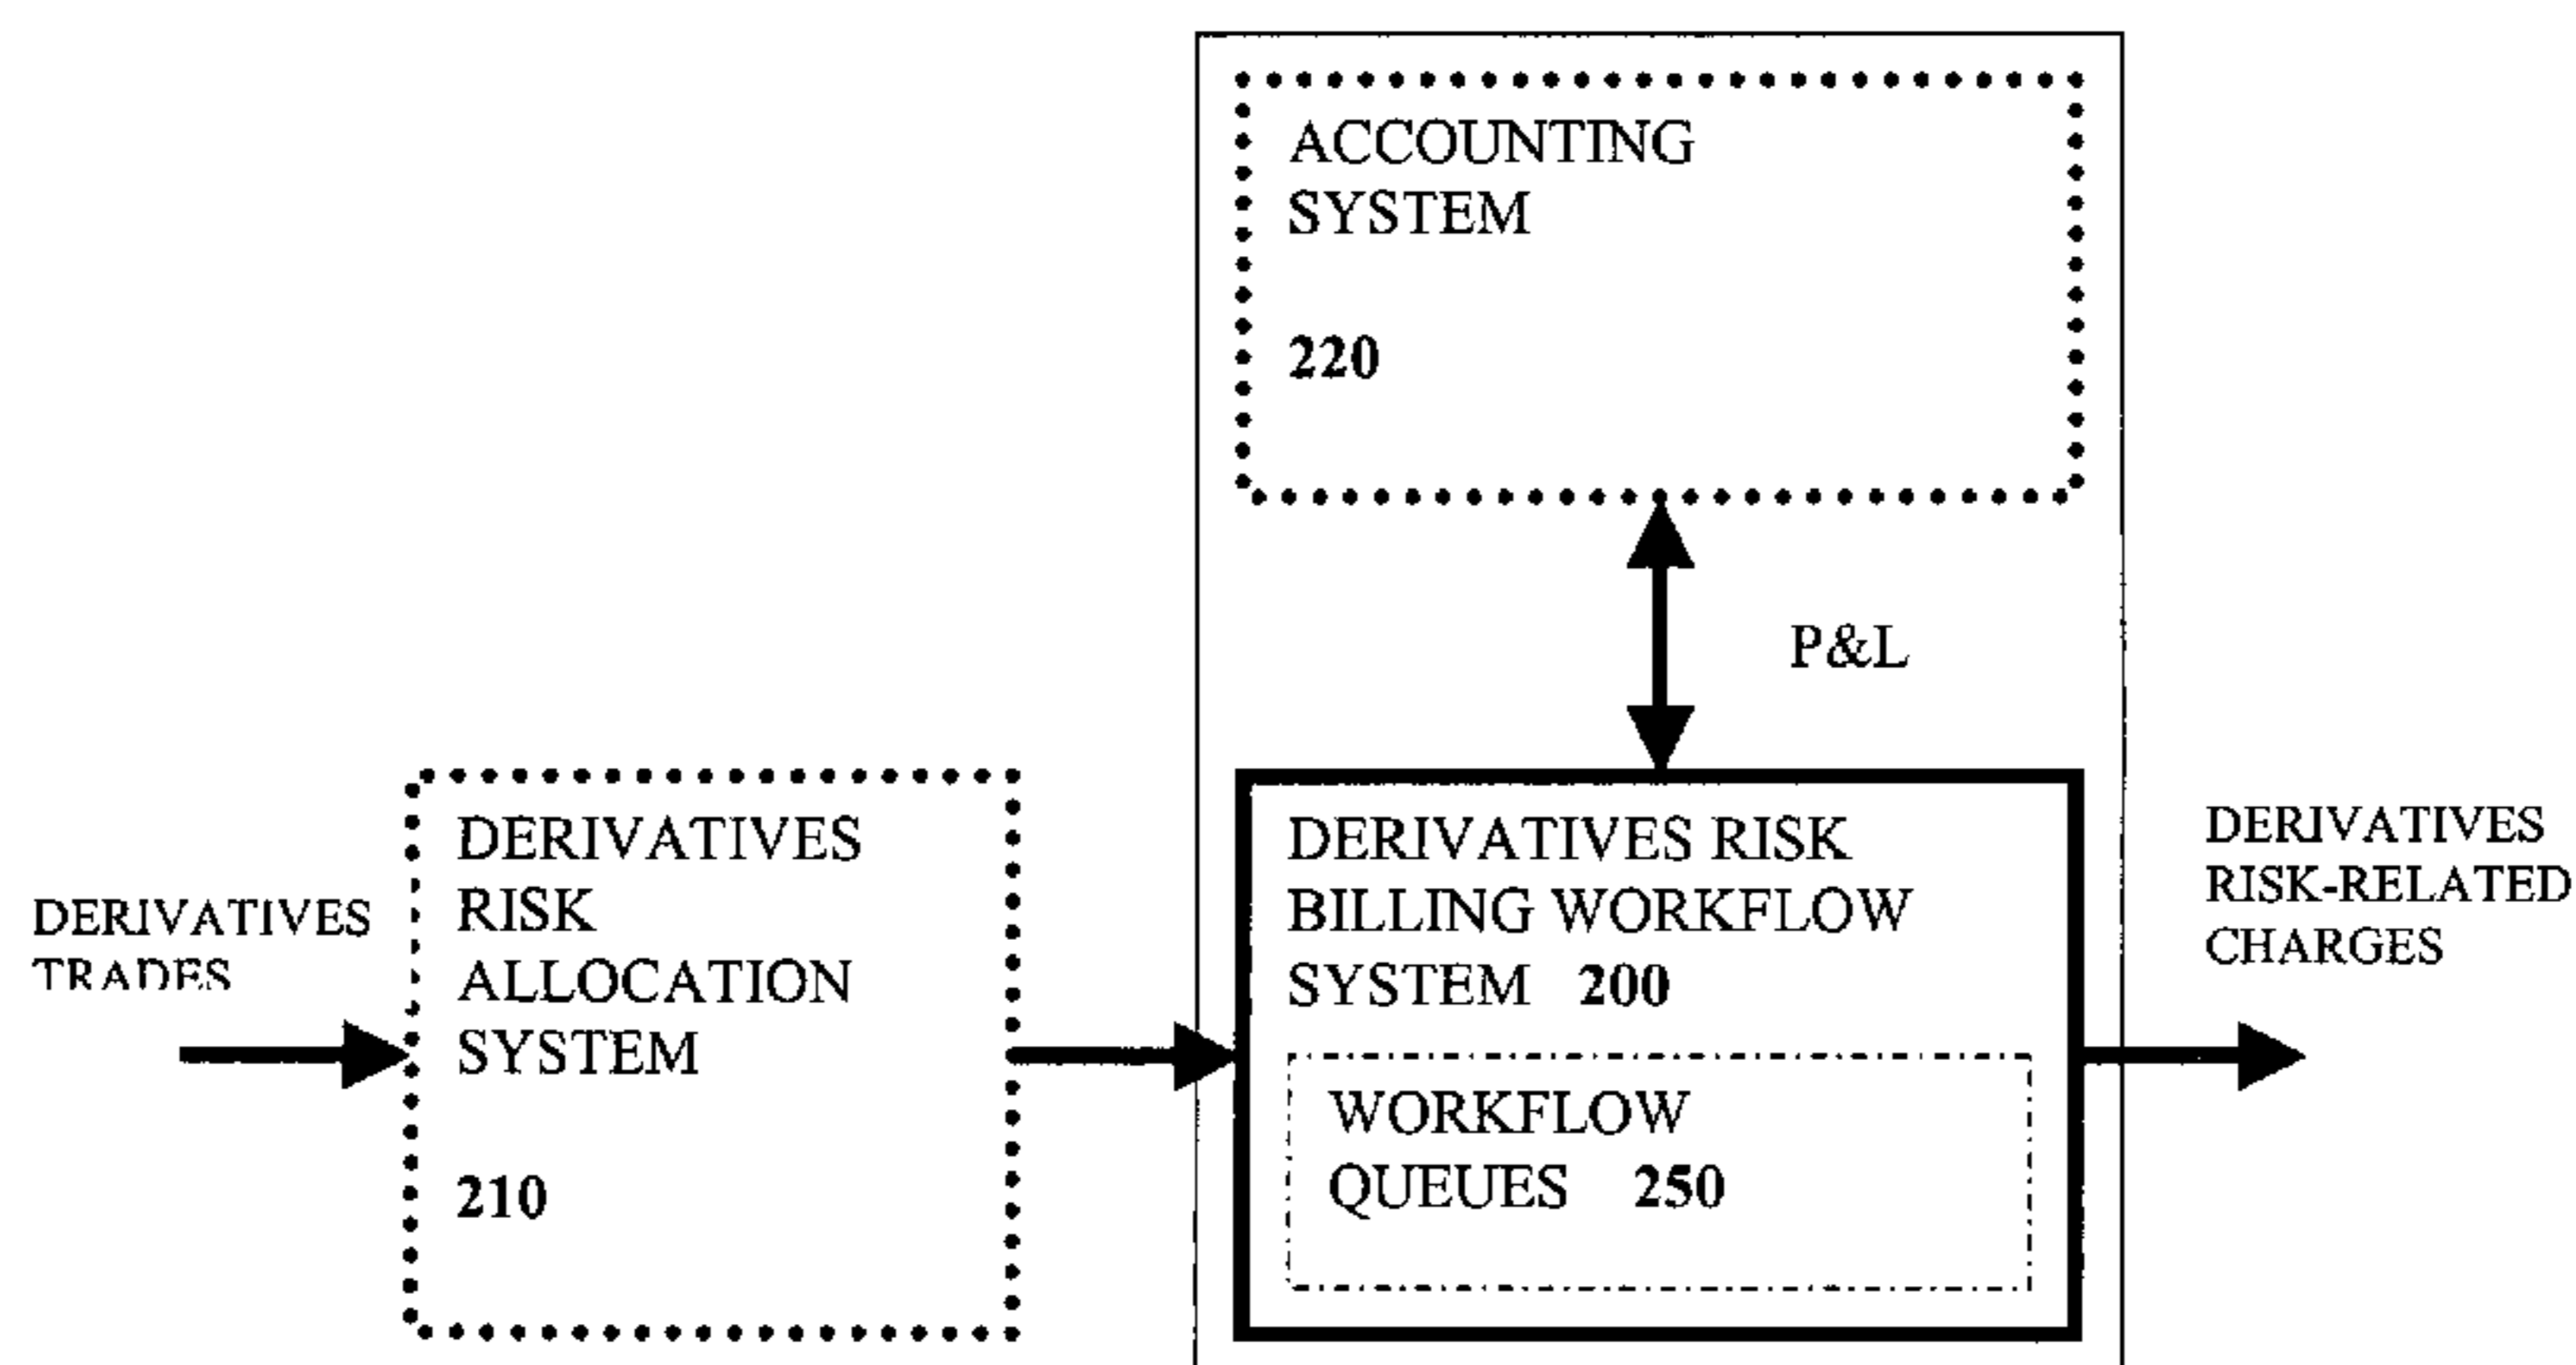 ACCOUNTING
SYSTEM
220
P&L
DERIVATIVES
TRADES
DERIVATIVES
RISK
ALLOCATION
SYSTEM
210
DERIVATIVES RISK
BILLING WORKFLOW
SYSTEM 200
WORKFLOW
QUEUES 250
DERIVATIVES
RISK-RELATED
CHARGES